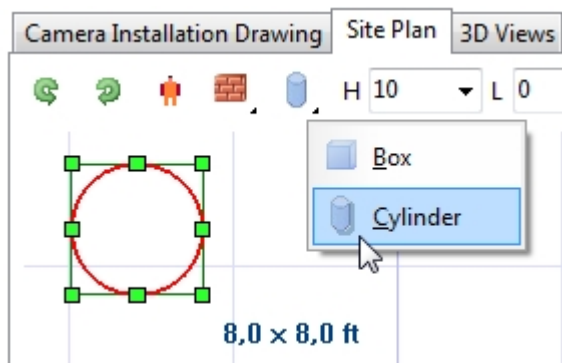 Camera Installation Drawing Site Plan 3D Views
H 10 L 0
Box
Cylinder
8,0 × 8,0 ft